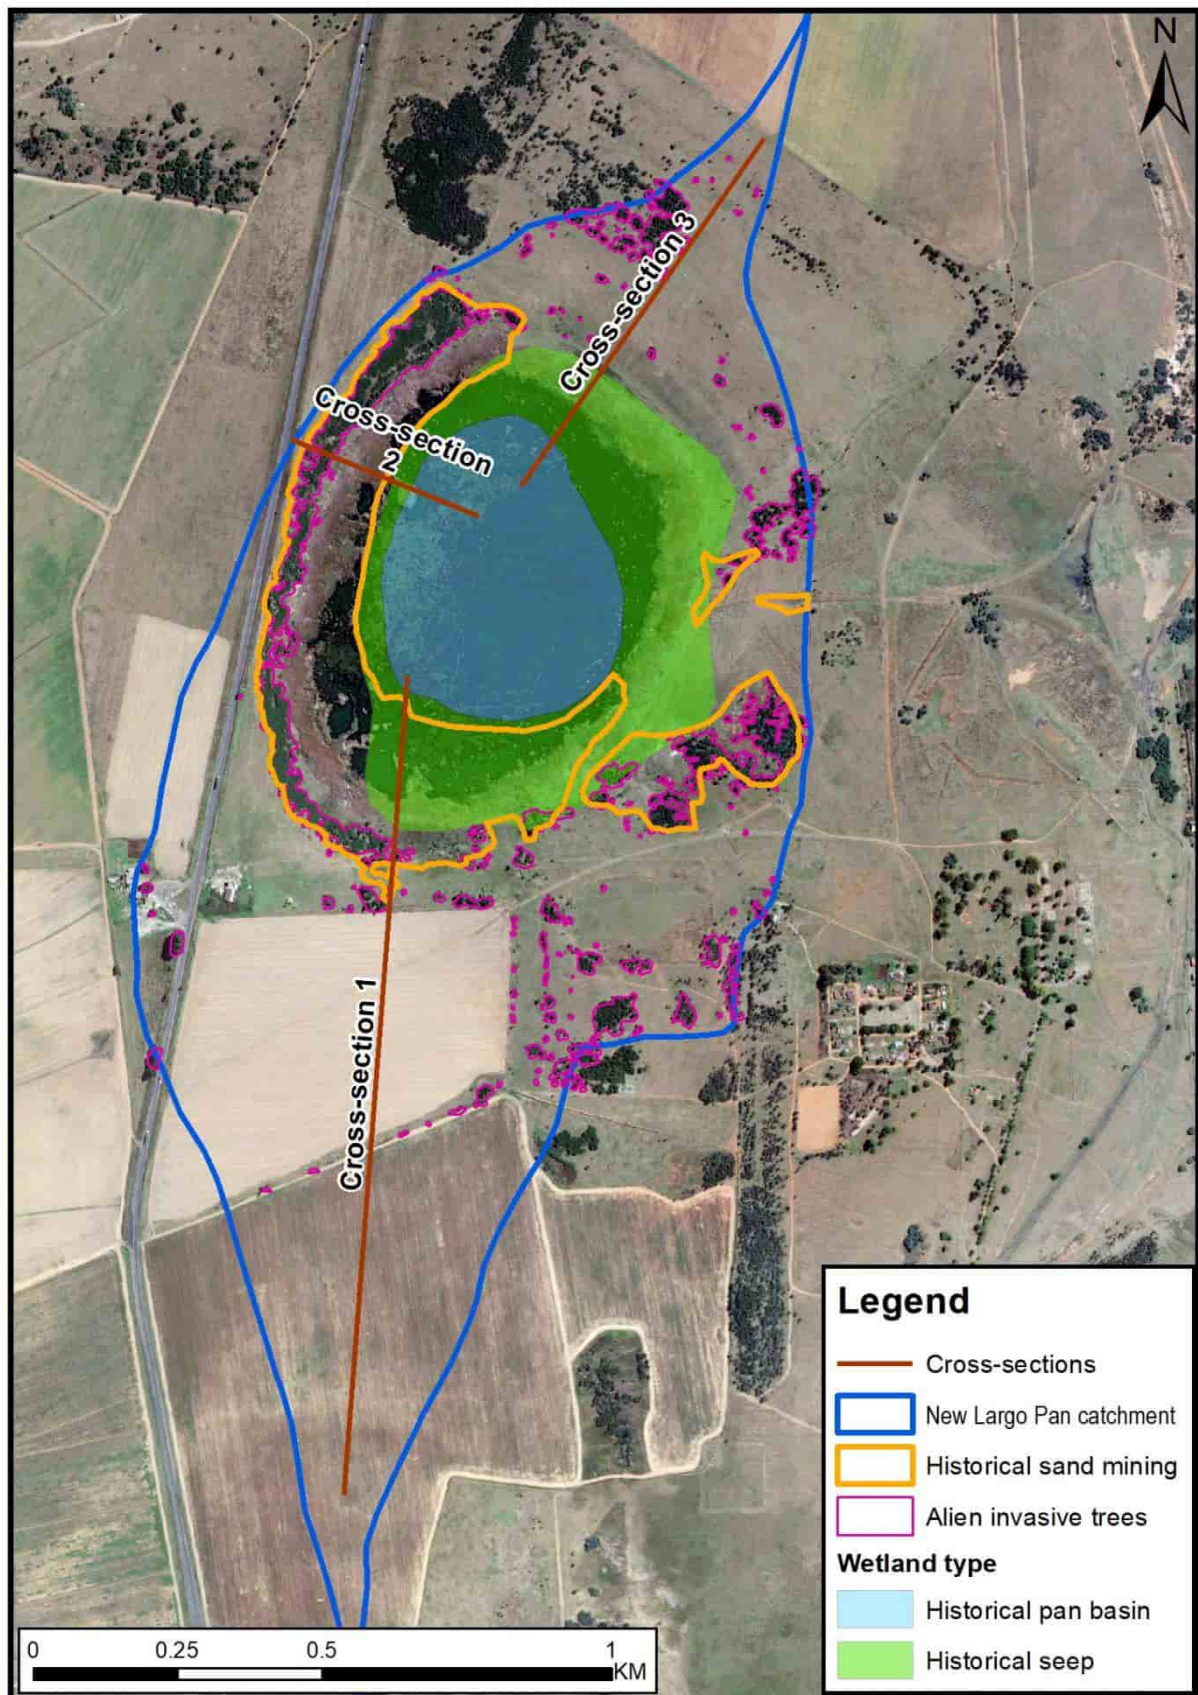 N
Cross-section 3
Cross-section
2
Cross-section 1
Legend
Cross-sections
New Largo Pan catchment
Historical sand mining
Alien invasive trees
Wetland type
Historical pan basin
Historical seep
0 0.25 0.5 1
KM